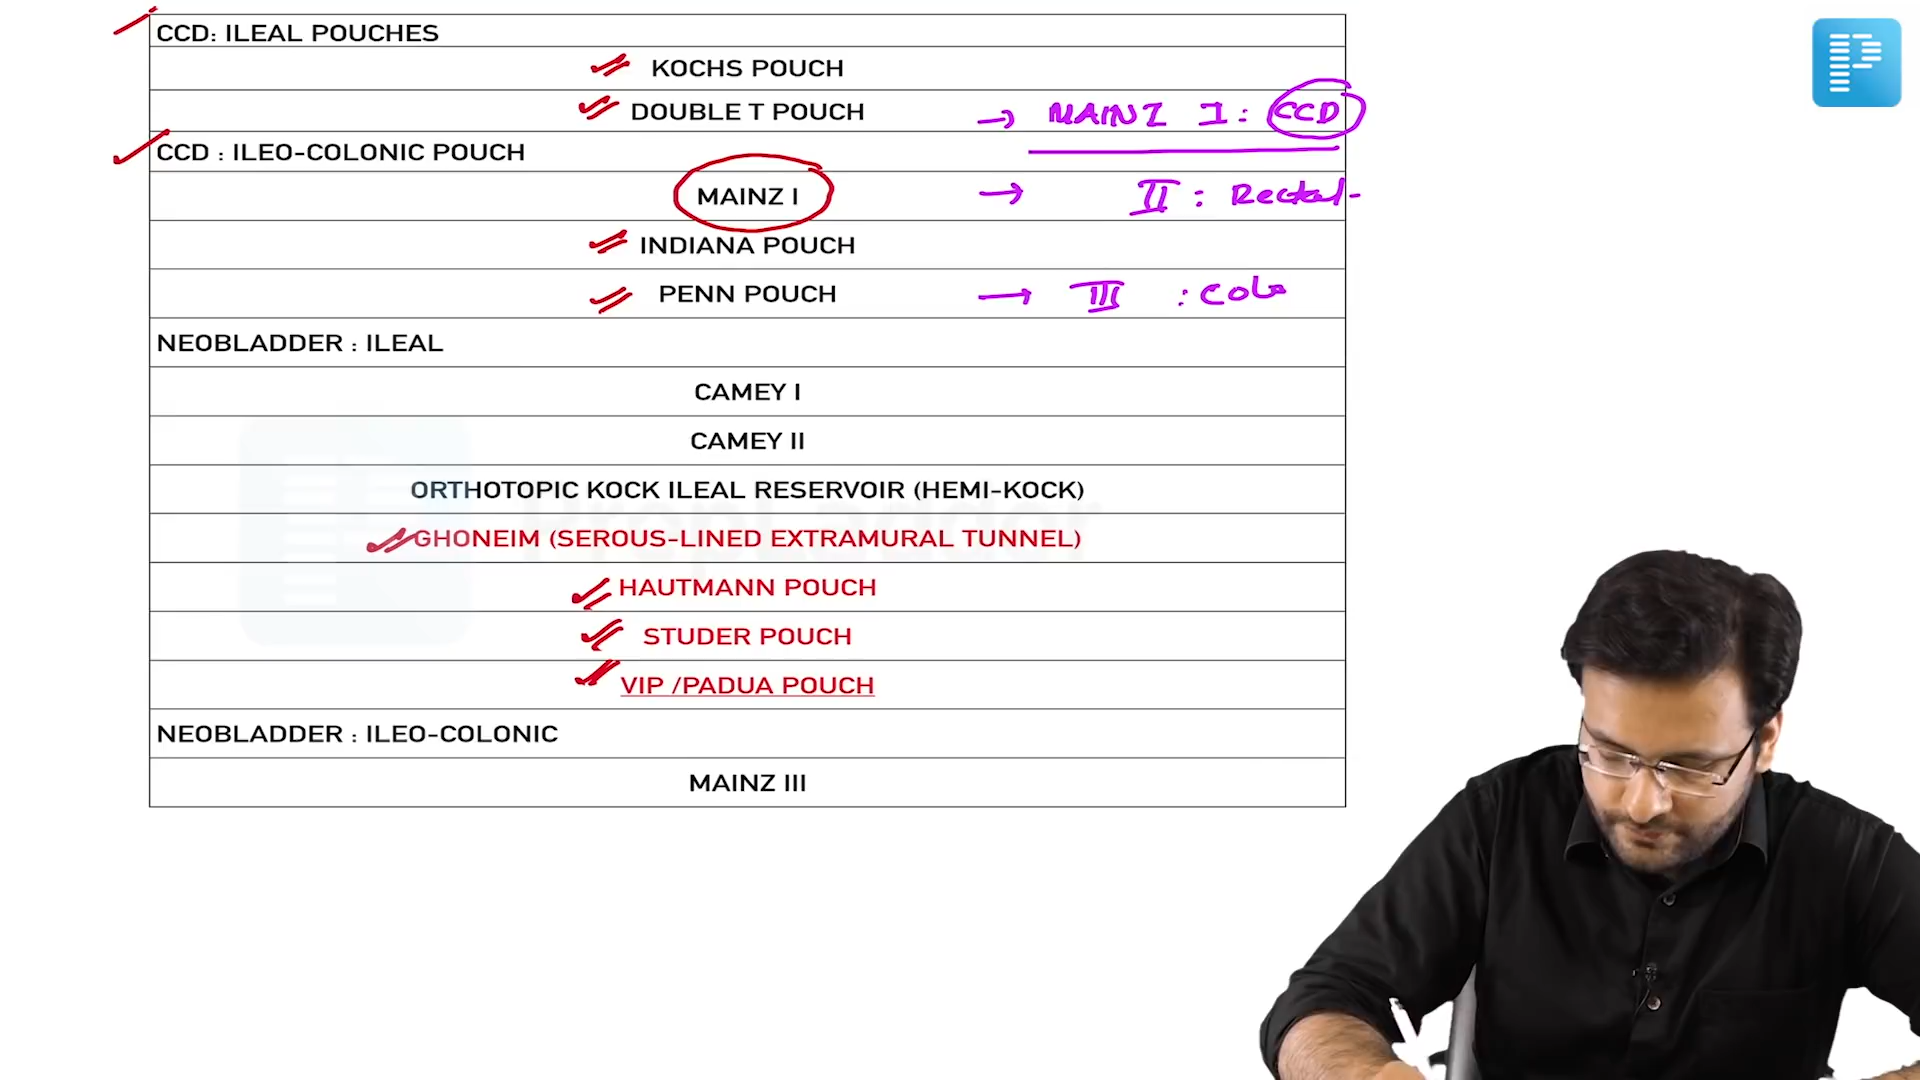 CCD: ILEAL POUCHES
KOCHS POUCH
DOUBLE T POUCH → MAINZ I : CCD
CCD : ILEO-COLONIC POUCH
MAINZ I → II : Rectal-
INDIANA POUCH
PENN POUCH → III : Colo
NEOBLADDER : ILEAL
CAMEY I
CAMEY II
ORTHOTOPIC KOCK ILEAL RESERVOIR (HEMI-KOCK)
GHONEIM (SEROUS-LINED EXTRAMURAL TUNNEL)
HAUTMANN POUCH
STUDER POUCH
VIP /PADUA POUCH
NEOBLADDER : ILEO-COLONIC
MAINZ III